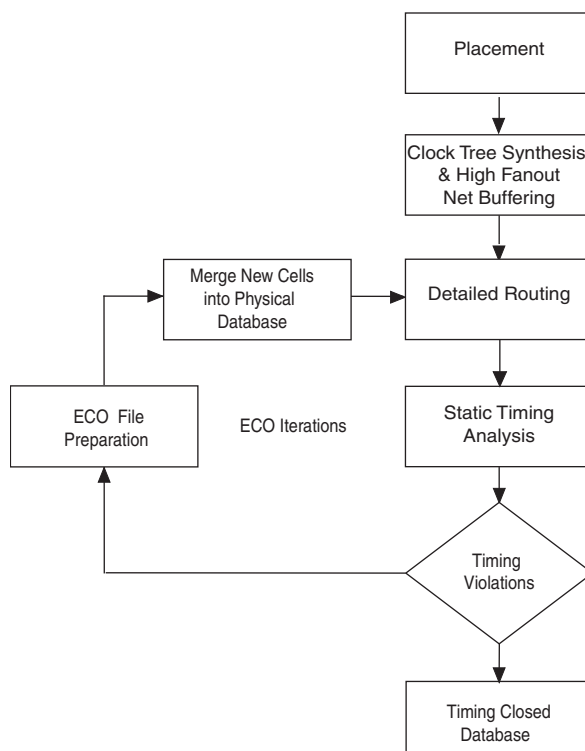 Placement
Clock Tree Synthesis
& High Fanout
Net Buffering
Merge New Cells
into Physical
Database
Detailed Routing
ECO File
Preparation
ECO Iterations
Static Timing
Analysis
Timing
Violations
Timing Closed
Database